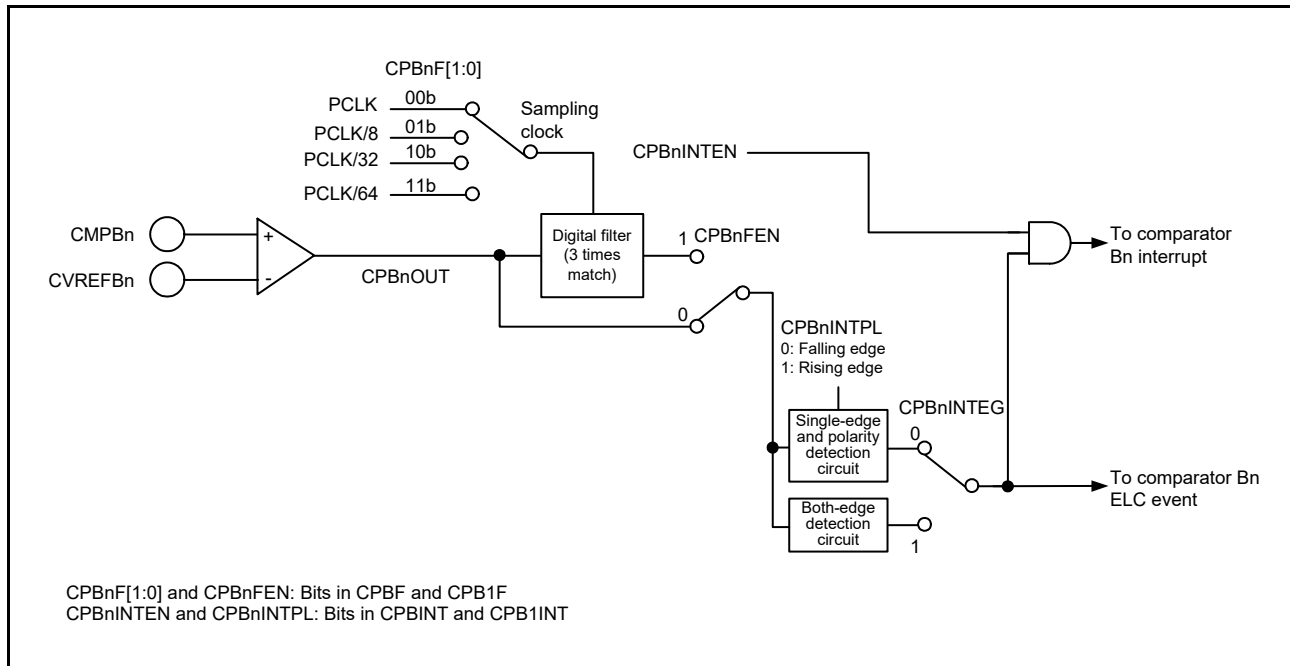 CPBnF[1:0]
PCLK
00b
PCLK/8
01b
PCLK/32
10b
PCLK/64
11b
Sampling
clock
CPBnINTEN
CMPBn
CVREFBn
+
-
CPBnOUT
Digital filter
(3 times
match)
1
CPBnFEN
0
To comparator
Bn interrupt
CPBnINTPL
0: Falling edge
1: Rising edge
CPBnINTEG
Single-edge
and polarity
detection
circuit
0
Both-edge
detection
circuit
1
To comparator Bn
ELC event
CPBnF[1:0] and CPBnFEN: Bits in CPBF and CPB1F
CPBnINTEN and CPBnINTPL: Bits in CPBINT and CPB1INT